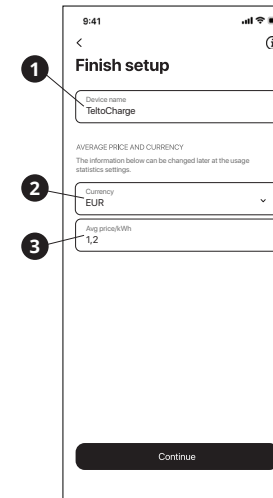 9:41
Finish setup
1
Device name
TeltoCharge
AVERAGE PRICE AND CURRENCY
The information below can be changed later at the usage
statistics settings.
2
Currency
EUR
3
Avg price/kWh
1,2
Continue